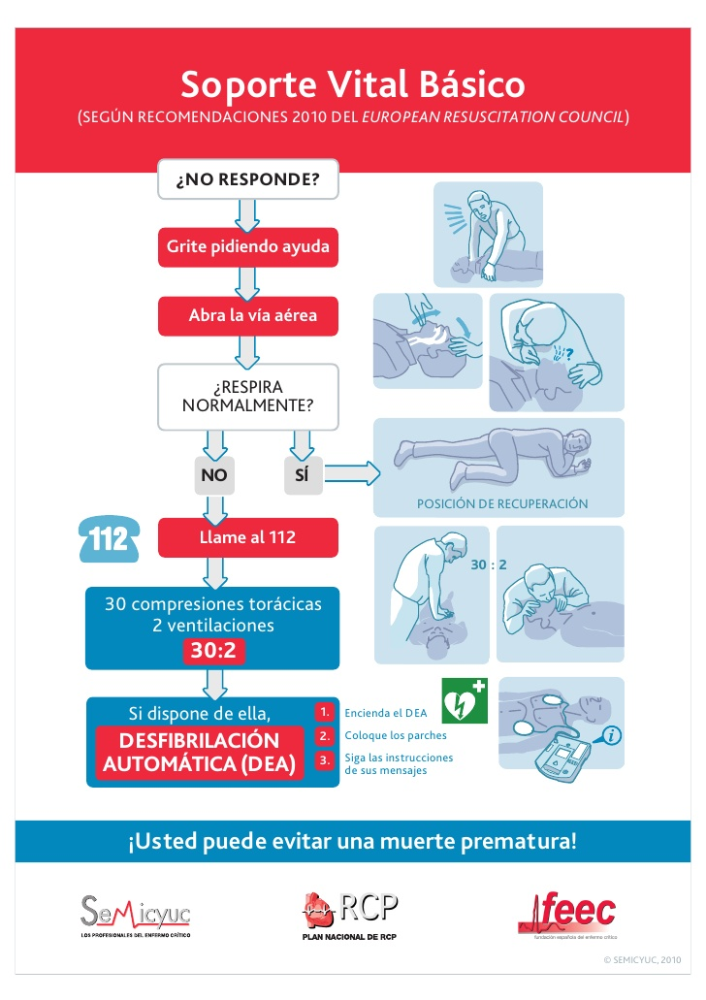 Soporte Vital Básico
(SEGÚN RECOMENDACIONES 2010 DEL EUROPEAN RESUSCITATION COUNCIL)
¿NO RESPONDE?
Grite pidiendo ayuda
Abra la vía aérea
?
¿RESPIRA
NORMALMENTE?
NO
SÍ
POSICIÓN DE RECUPERACIÓN
112
Llame al 112
30 : 2
30 compresiones torácicas
2 ventilaciones
30:2
Si dispone de ella,
DESFIBRILACIÓN
AUTOMÁTICA (DEA)
1. Encienda el DEA
2. Coloque los parches
3. Siga las instrucciones
de sus mensajes
i
¡Usted puede evitar una muerte prematura!
SeMicyuc
LOS PROFESIONALES DEL ENFERMO CRÍTICO
RCP
PLAN NACIONAL DE RCP
feec
fundación española del enfermo crítico
© SEMICYUC, 2010